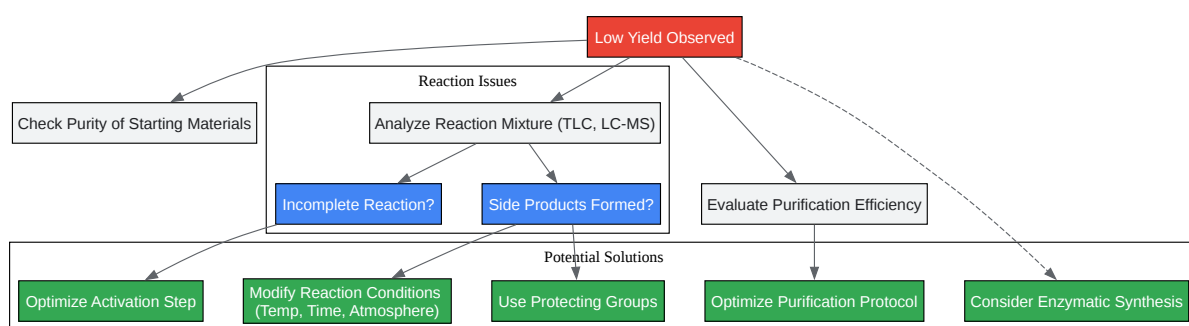 Low Yield Observed
Reaction Issues
Check Purity of Starting Materials
Analyze Reaction Mixture (TLC, LC-MS)
Incomplete Reaction?
Side Products Formed?
Evaluate Purification Efficiency
Potential Solutions
Optimize Activation Step
Modify Reaction Conditions
(Temp, Time, Atmosphere)
Use Protecting Groups
Optimize Purification Protocol
Consider Enzymatic Synthesis